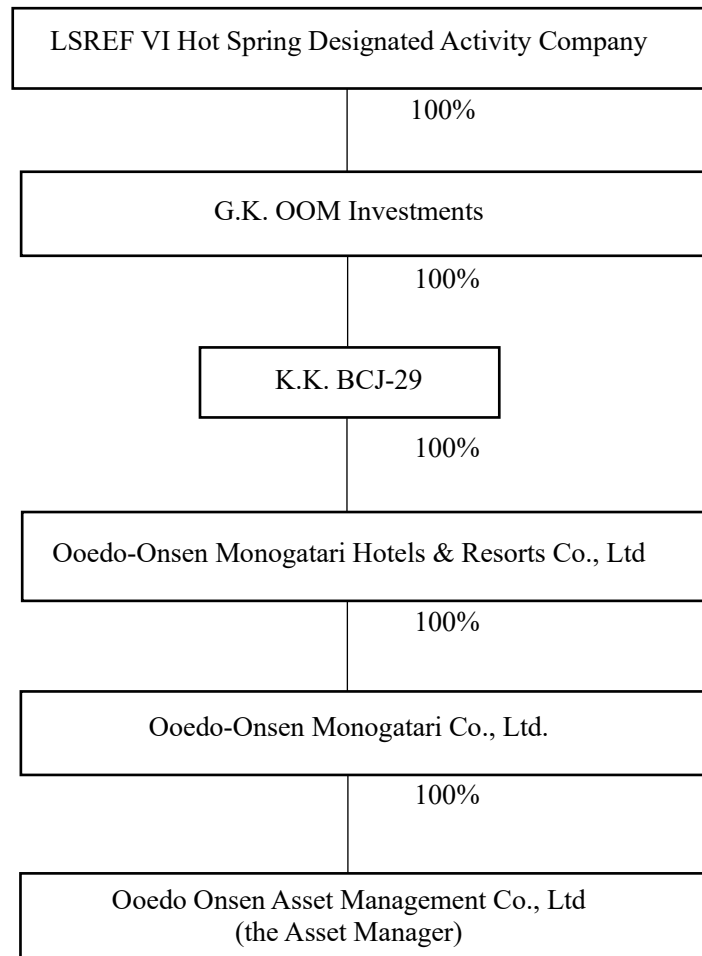 LSREF VI Hot Spring Designated Activity Company
100%
G.K. OOM Investments
100%
K.K. BCJ-29
100%
Ooedo-Onsen Monogatari Hotels & Resorts Co., Ltd
100%
Ooedo-Onsen Monogatari Co., Ltd.
100%
Ooedo Onsen Asset Management Co., Ltd
(the Asset Manager)